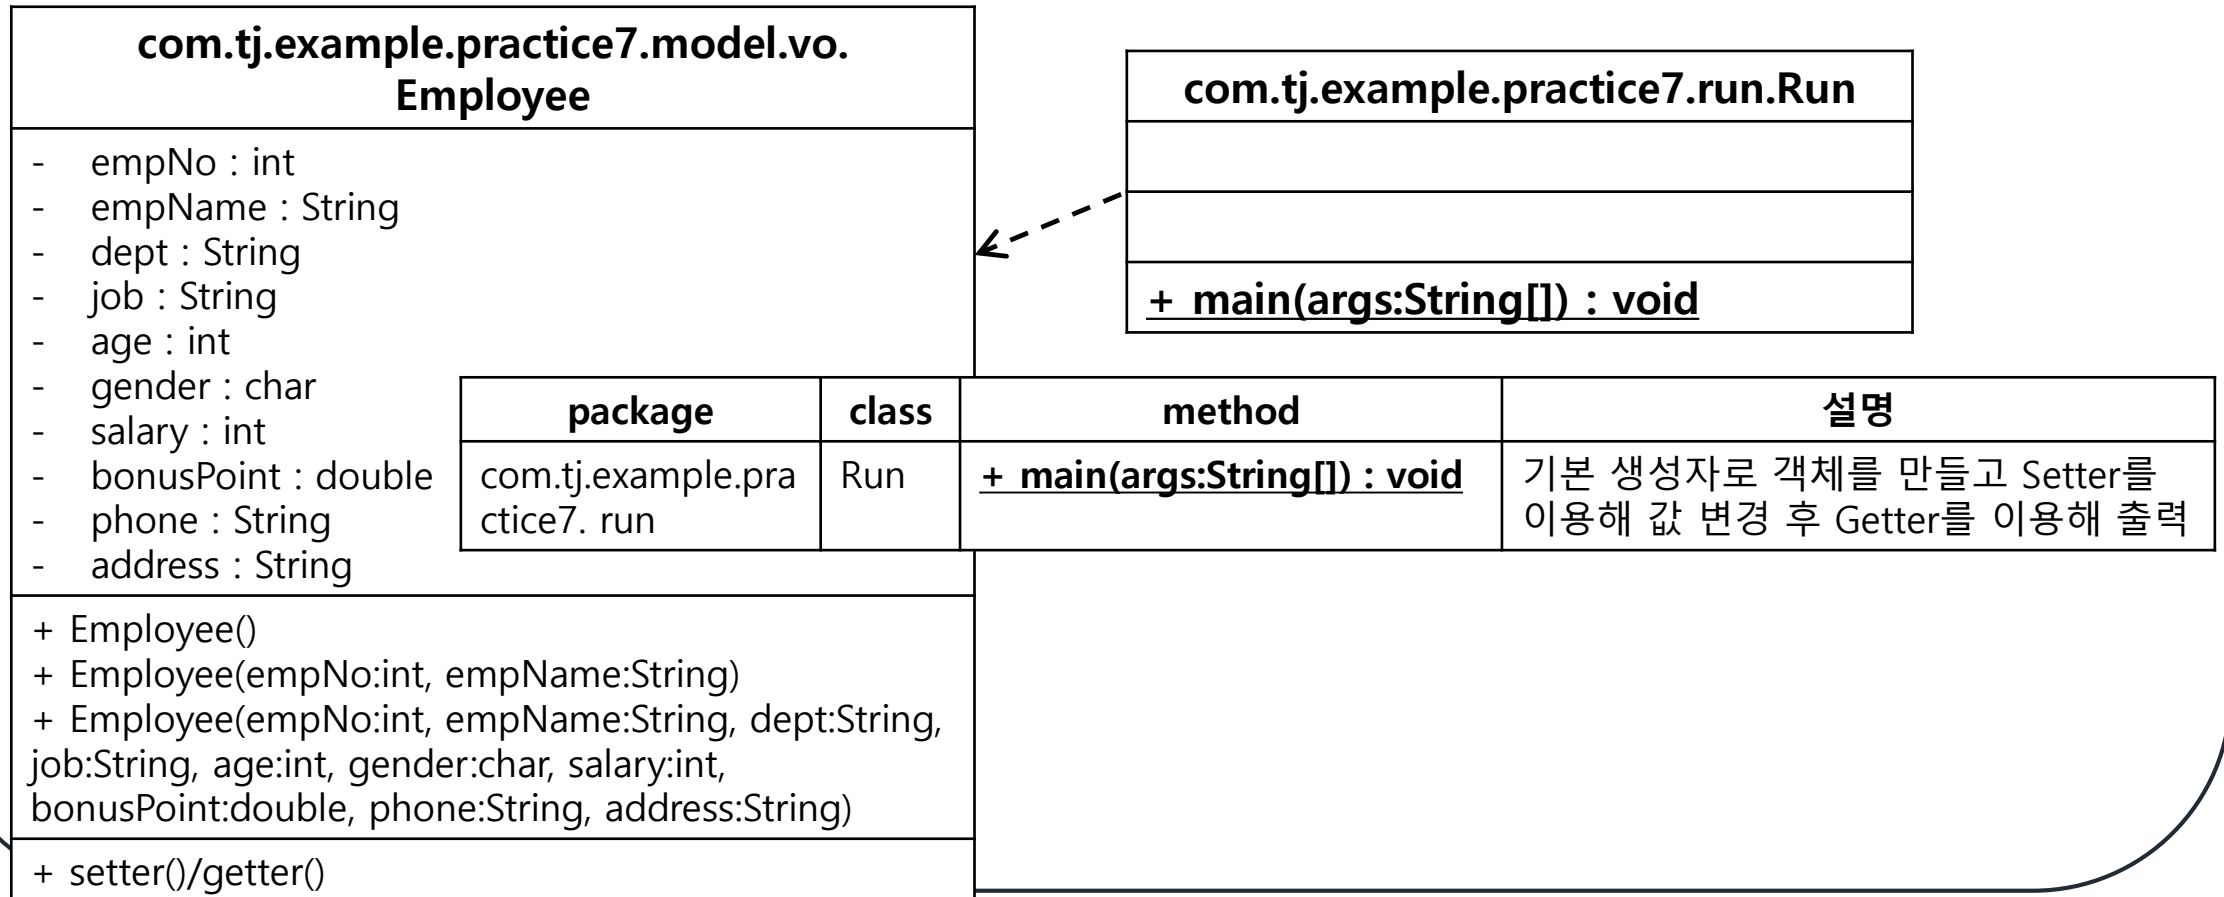 com.tj.example.practice7.model.vo.
Employee
- empNo : int
- empName : String
- dept : String
- job : String
- age : int
- gender : char
- salary : int
- bonusPoint : double
- phone : String
- address : String
+ Employee()
+ Employee(empNo:int, empName:String)
+ Employee(empNo:int, empName:String, dept:String,
job:String, age:int, gender:char, salary:int,
bonusPoint:double, phone:String, address:String)
+ setter()/getter()
com.tj.example.practice7.run.Run
+ main(args:String[]) : void
package class method 설명
com.tj.example.pra Run + main(args:String[]) : void 기본 생성자로 객체를 만들고 Setter를
ctice7. run 이용해 값 변경 후 Getter를 이용해 출력